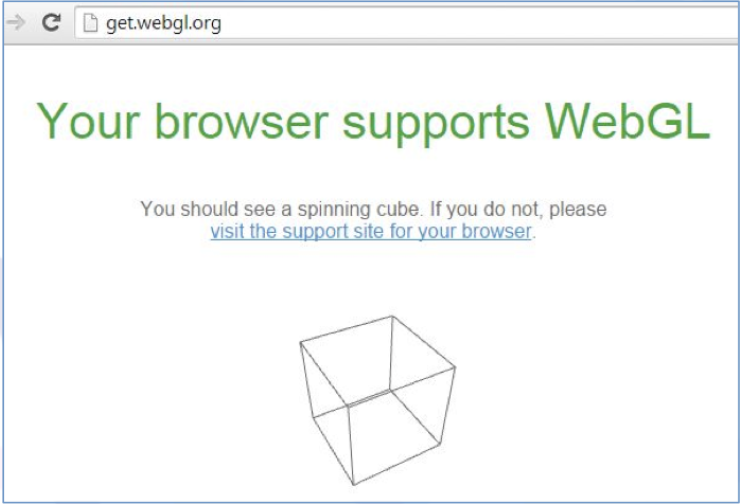 get.webgl.org
Your browser supports WebGL
You should see a spinning cube. If you do not, please
visit the support site for your browser.